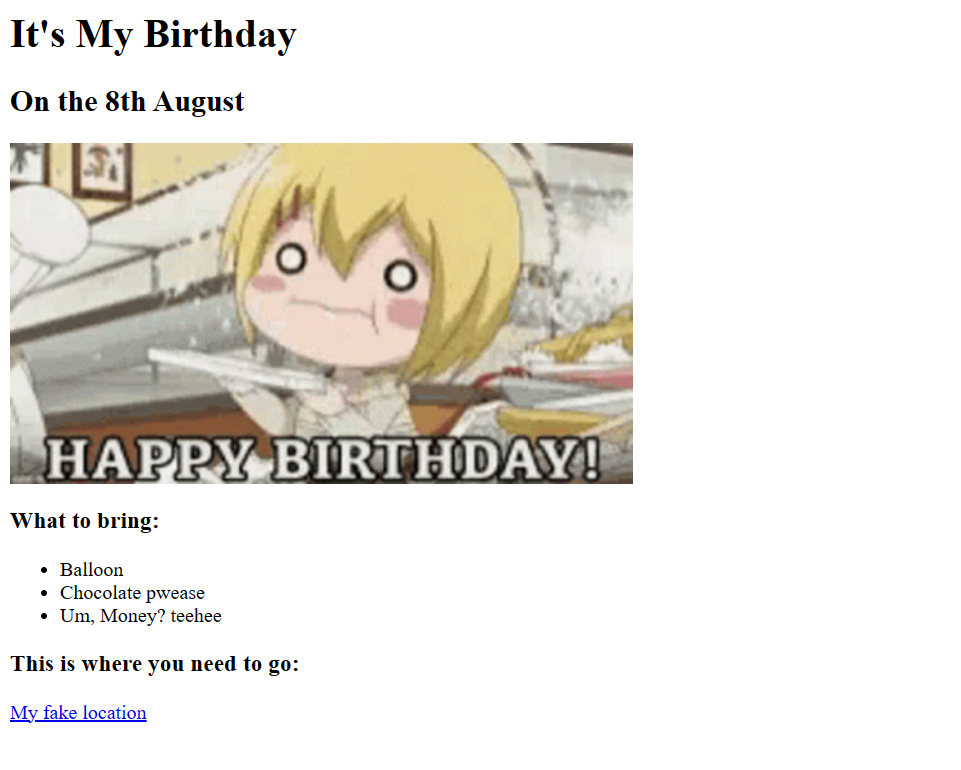 It's My Birthday
On the 8th August
HAPPY BIRTHDAY!
What to bring:
Balloon
Chocolate pwease
Um, Money? teehee
This is where you need to go:
My fake location